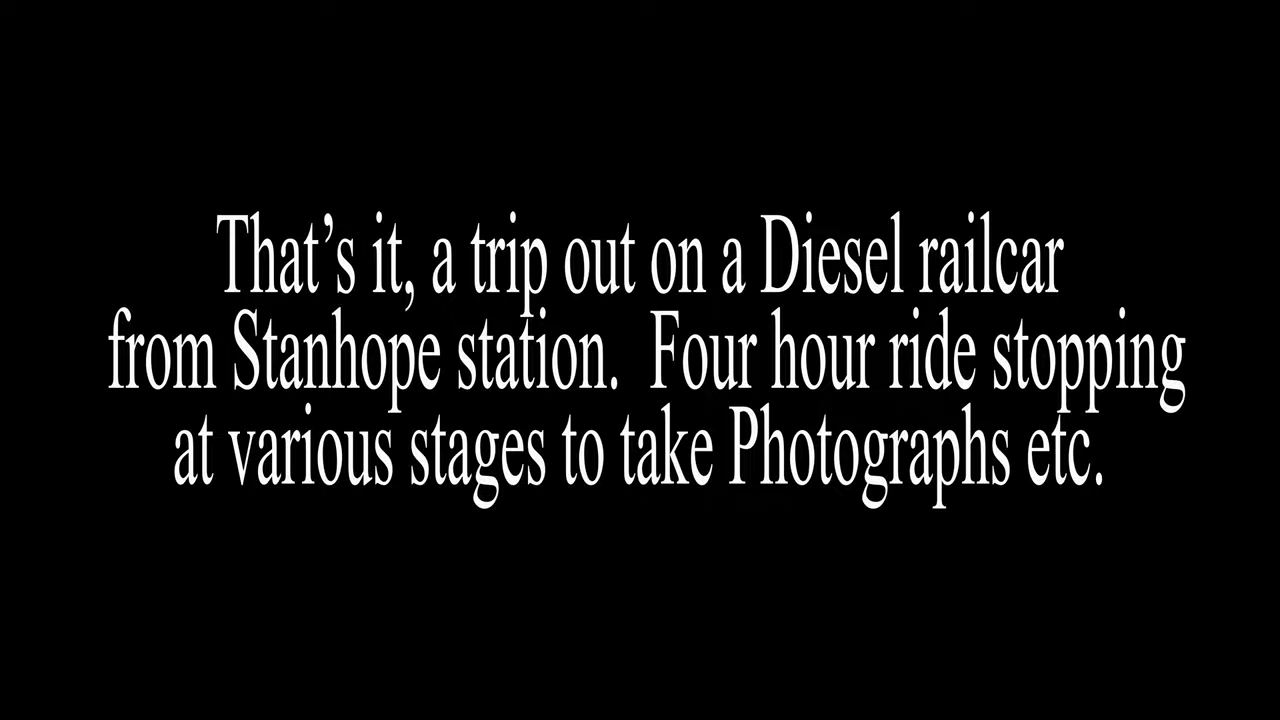 That’s it, a trip out on a Diesel railcar
from Stanhope station.  Four hour ride stopping
at various stages to take Photographs etc.